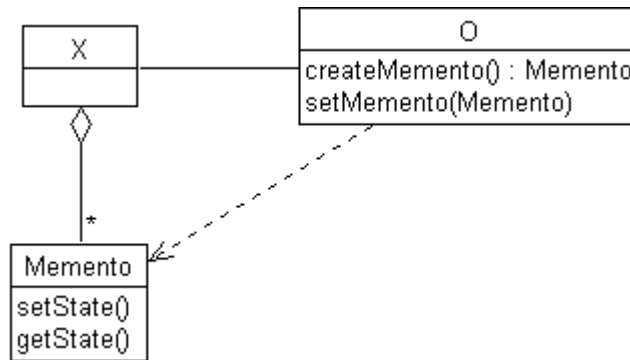 X
O
createMemento() : Memento
setMemento(Memento)
*
Memento
setState()
getState()